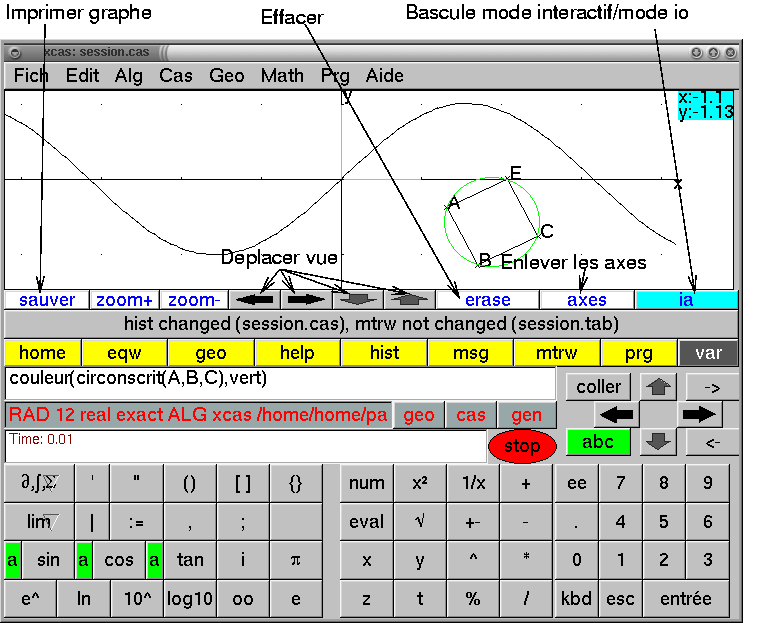 Imprimer graphe Effacer Bascule mode interactif/mode io
xcas: session.cas
Fich Edit Alg Cas Geo Math Prg Aide
y x:-1.1
y:-1.13
E
x
A
C
B
Deplacer vue Enlever les axes
sauver zoom+ zoom- erase axes ia
hist changed (session.cas), mtrw not changed (session.tab)
home eqw geo help hist msg mtrw prg var
couleur(circonscrit(A,B,C),vert)
coller ->
RAD 12 real exact ALG xcas /home/home/pa geo cas gen
Time: 0.01 stop abc <-
∂,∫,Σ ' " () [ ] {} num x² 1/x + ee 7 8 9
lim | := , ; eval √ +- - . 4 5 6
a sin a cos a tan i π x y ^ * 0 1 2 3
e^ ln 10^ log10 oo e z t % / kbd esc entrée